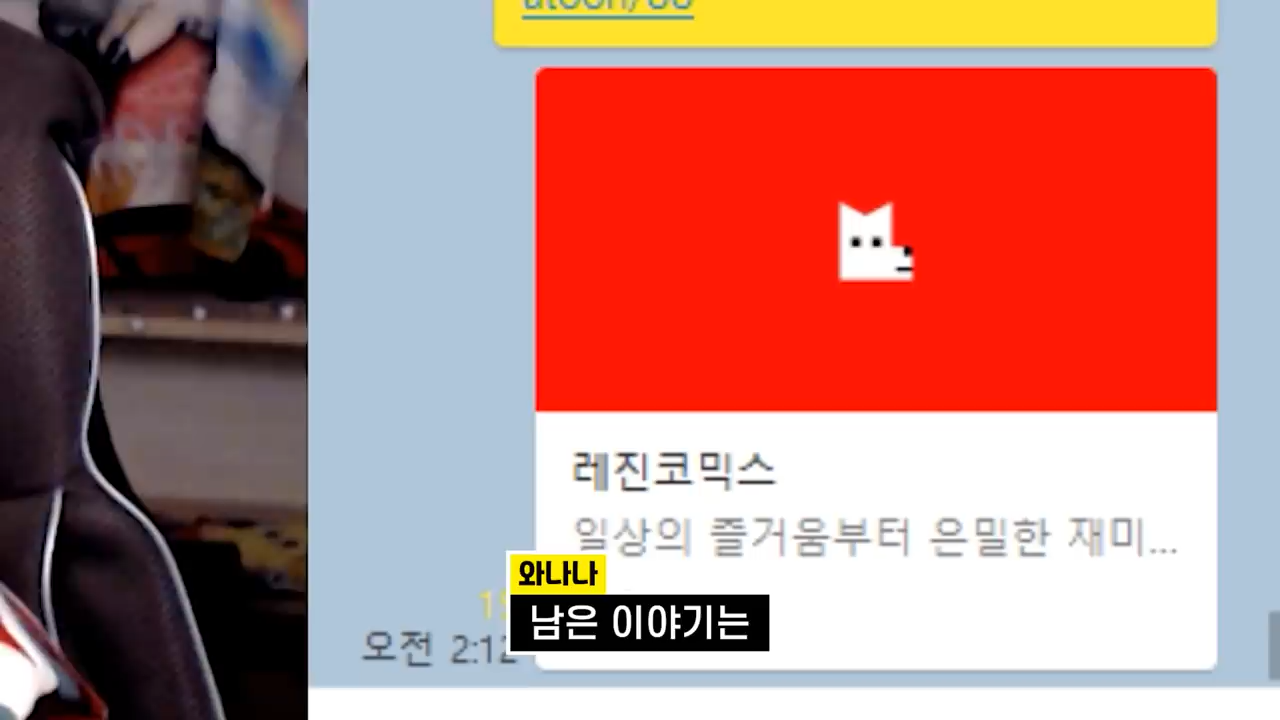 레진코믹스
일상의 즐거움부터 은밀한 재미...
와나나
남은 이야기는
오전 2:12